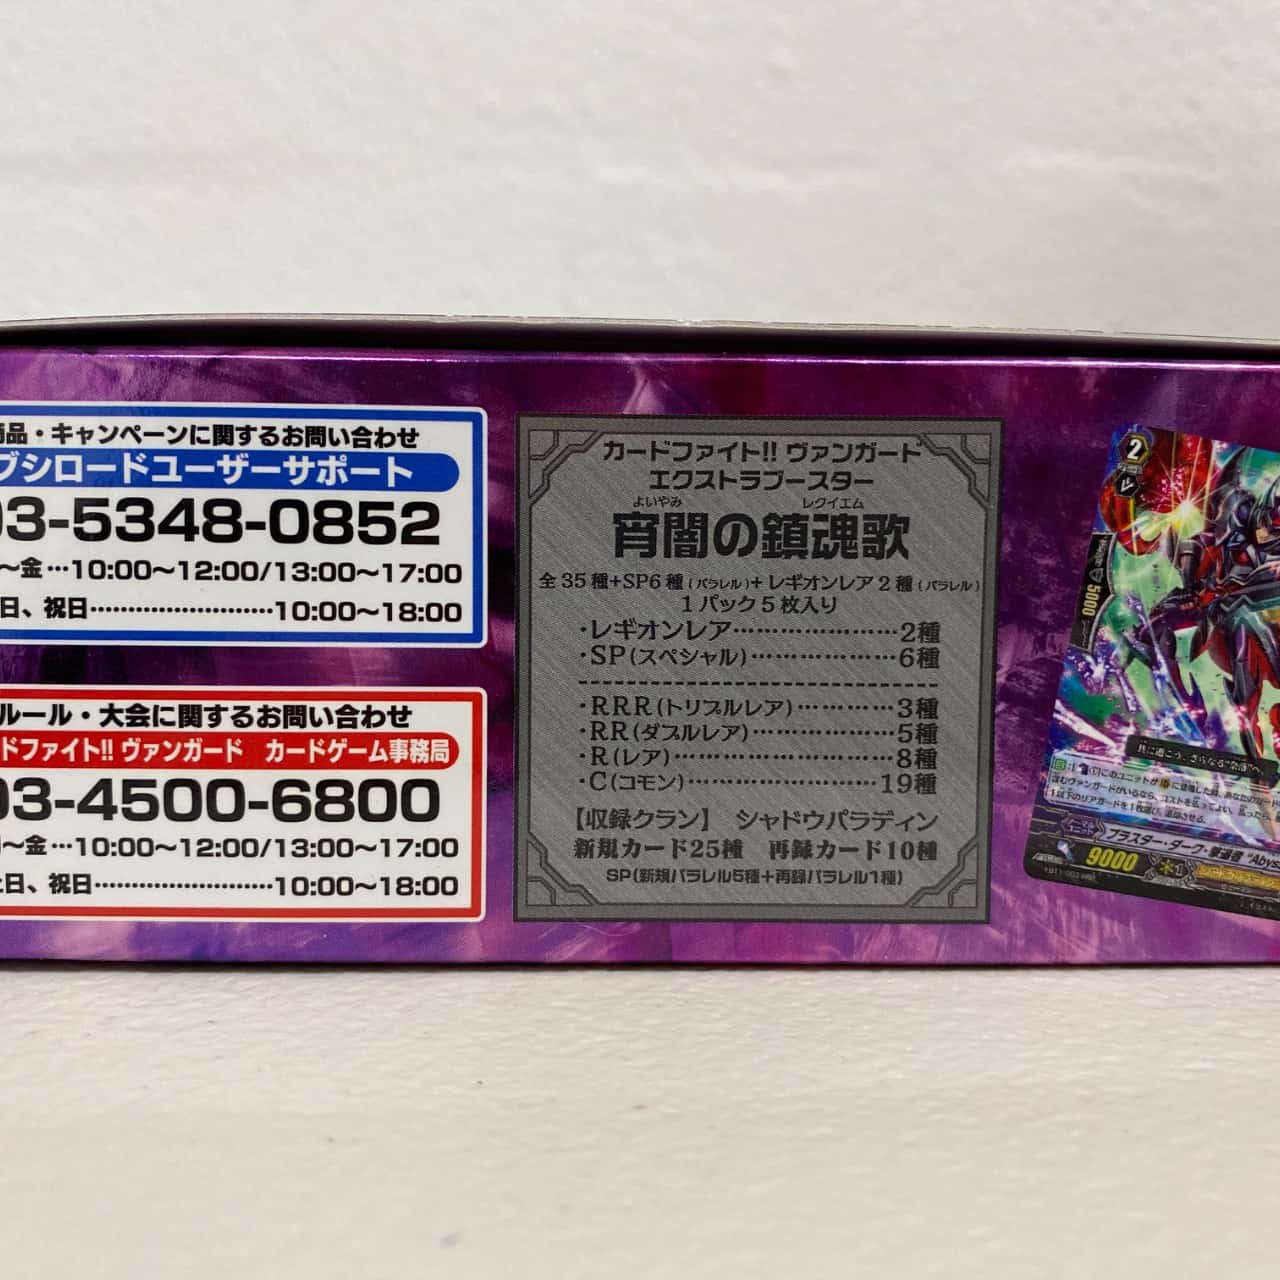 品・キャンペーンに関するお問い合わせ
ブシロードユーザーサポート
03-5348-0852
～金…10:00～12:00/13:00～17:00
日、祝日……………………10:00～18:00
ルール・大会に関するお問い合わせ
ドファイト!! ヴァンガード カードゲーム事務局
03-4500-6800
～金…10:00～12:00/13:00～17:00
土日、祝日……………………10:00～18:00
カードファイト!! ヴァンガード
エクストラブースター
よいやみ レクイエム
宵闇の鎮魂歌
全35種+SP6種(パラレル)+レギオンレア2種(パラレル)
1パック5枚入り
・レギオンレア…………………2種
・SP(スペシャル)………………6種
・RRR(トリプルレア)…………3種
・RR(ダブルレア)………………5種
・R(レア)…………………………8種
・C(コモン)……………………19種
【収録クラン】 シャドウパラディン
新規カード25種 再録カード10種
SP(新規パラレル5種+再録パラレル1種)
2
5000
共に過こう、さらなる"奈落"へ
ブラスター・ダーク・撃退者 "Abys
9000
1